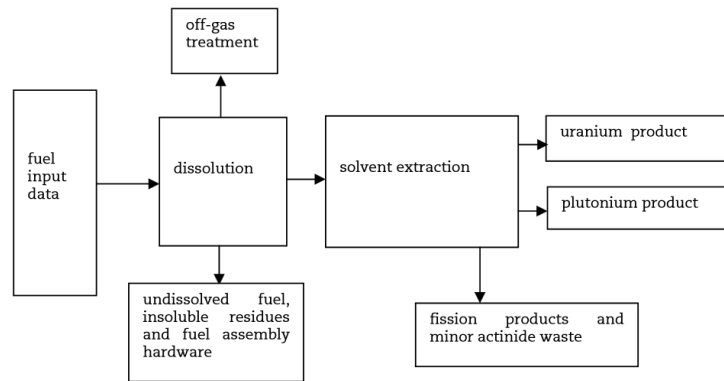 off-gas
treatment
fuel
input
data
dissolution
solvent extraction
uranium product
plutonium product
undissolved fuel,
insoluble residues
and fuel assembly
hardware
fission products and
minor actinide waste